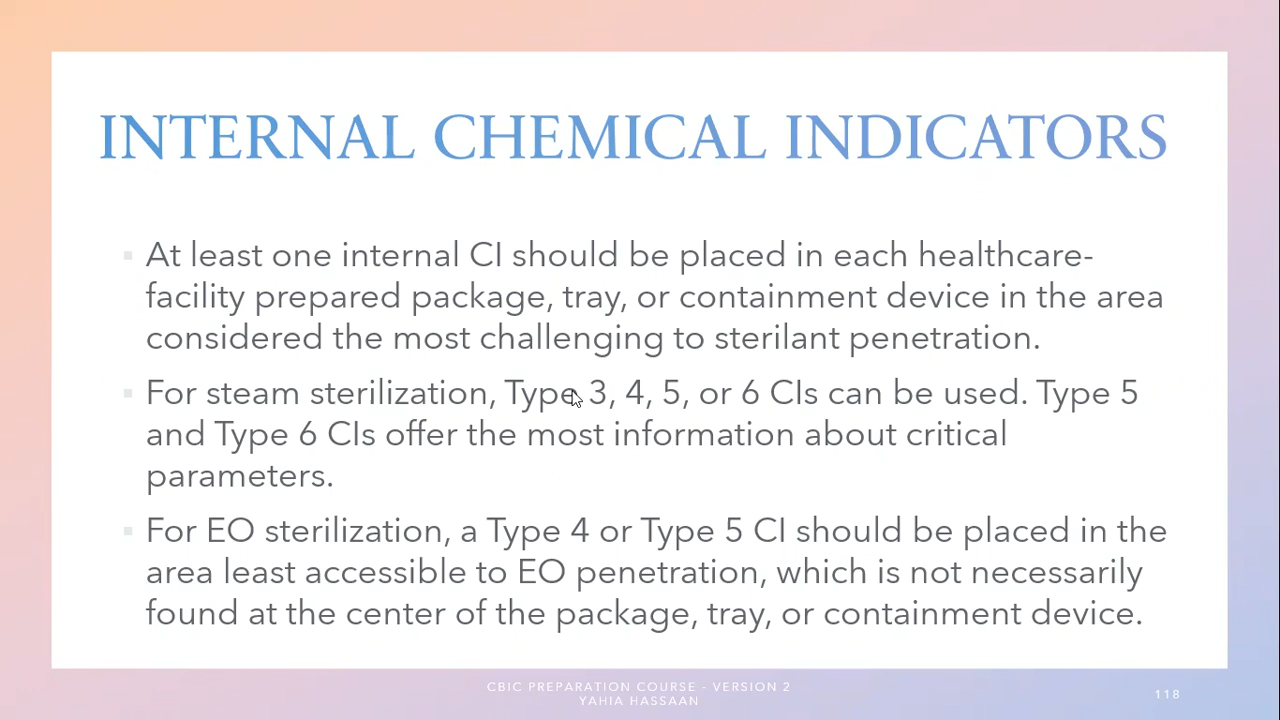 INTERNAL CHEMICAL INDICATORS
▪ At least one internal CI should be placed in each healthcare-
facility prepared package, tray, or containment device in the area
considered the most challenging to sterilant penetration.
▪ For steam sterilization, Type 3, 4, 5, or 6 CIs can be used. Type 5
and Type 6 CIs offer the most information about critical
parameters.
▪ For EO sterilization, a Type 4 or Type 5 CI should be placed in the
area least accessible to EO penetration, which is not necessarily
found at the center of the package, tray, or containment device.
CBIC PREPARATION COURSE - VERSION 2
YAHIA HASSAAN
118